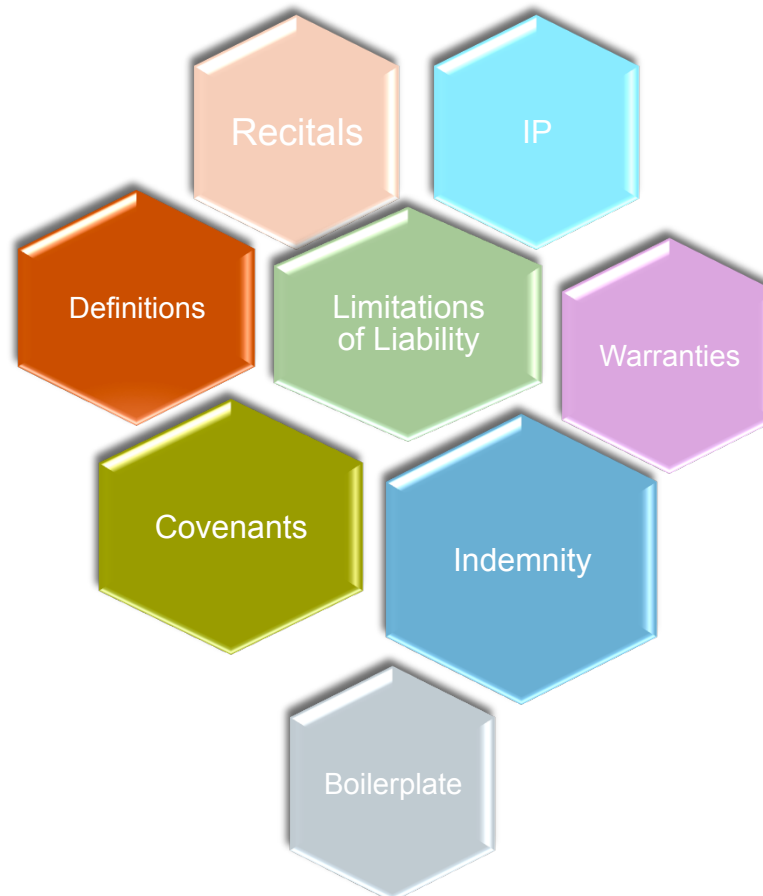 Recitals
IP
Definitions
Limitations
of Liability
Warranties
Covenants
Indemnity
Boilerplate